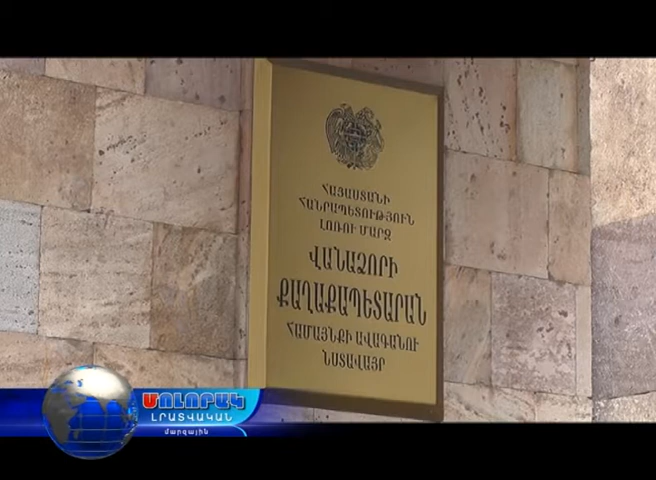 ՀԱՅԱՍՏԱՆԻ
ՀԱՆՐԱՊԵՏՈՒԹՅՈՒՆ
ԼՈՌՈՒ ՄԱՐԶ
ՎԱՆԱՁՈՐԻ
ՔԱՂԱՔԱՊԵՏԱՐԱՆ
ՀԱՄԱՅՆՔԻ ԱՎԱԳԱՆՈՒ
ՆՍՏԱՎԱՅՐ
ՄՈԼՈՐԱԿ
ԼՐԱՏՎԱԿԱՆ
մարզային